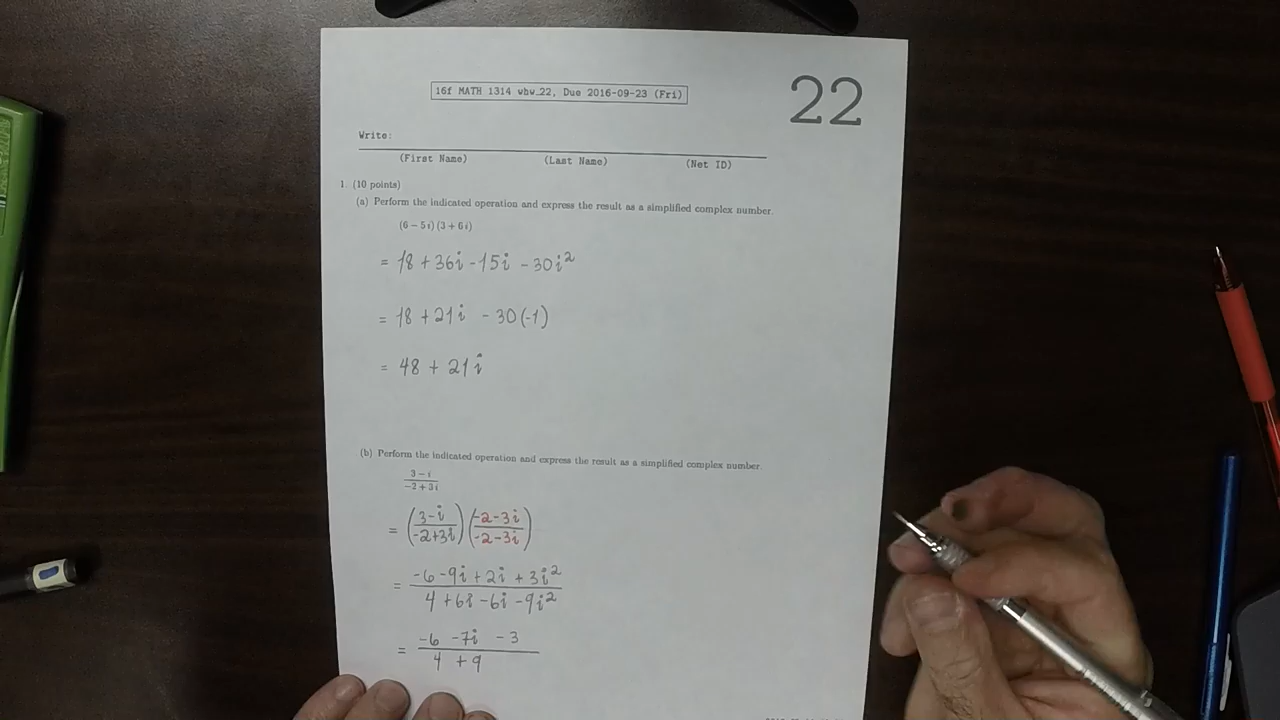 22
16f MATH 1314 wbw_22, Due 2016-09-23 (Fri)
Write:
(First Name) (Last Name) (Net ID)
1. (10 points)
(a) Perform the indicated operation and express the result as a simplified complex number.
(6 − 5i)(3 + 6i)
= 18 + 36i - 15i - 30i²
= 18 + 21i - 30(-1)
= 48 + 21i
(b) Perform the indicated operation and express the result as a simplified complex number.
3 − i
−2 + 3i
= (3-i / -2+3i) (-2-3i / -2-3i)
= -6 -9i + 2i + 3i² / 4 + 6i - 6i - 9i²
= -6 -7i -3 / 4 + 9